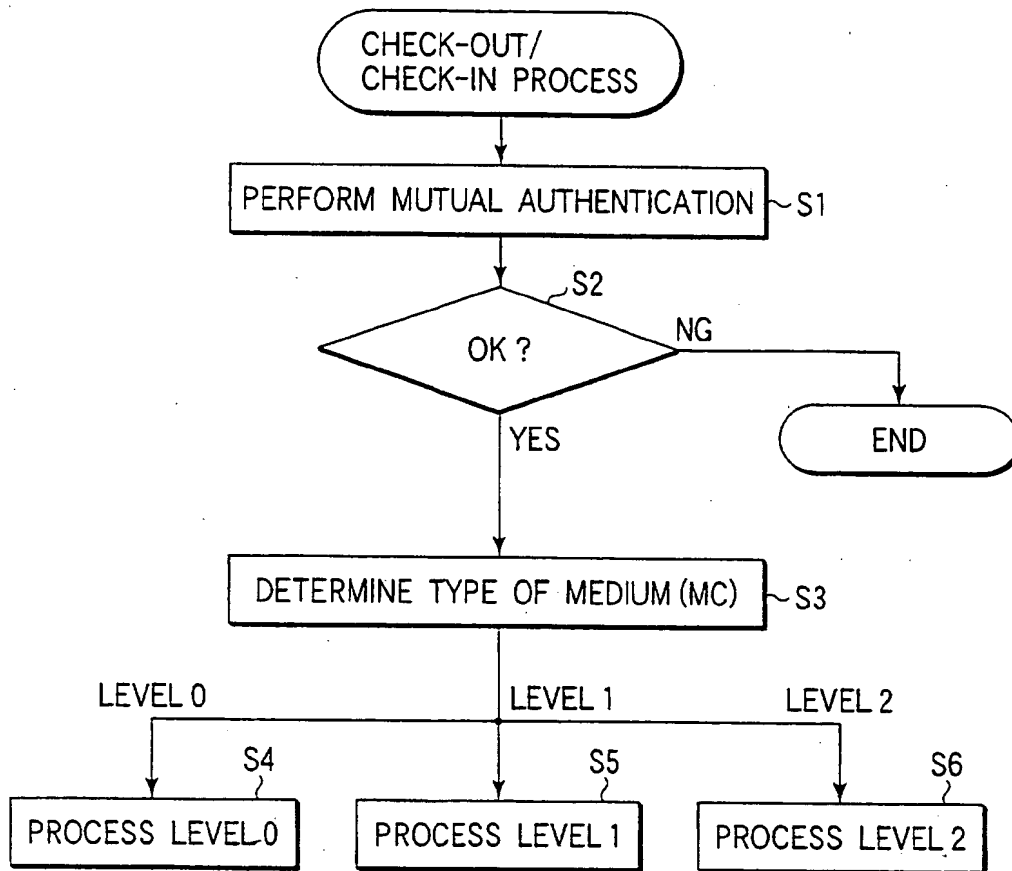 CHECK-OUT/
CHECK-IN PROCESS
PERFORM MUTUAL AUTHENTICATION
S1
S2
OK ?
NG
END
YES
DETERMINE TYPE OF MEDIUM (MC)
S3
LEVEL 0
LEVEL 1
LEVEL 2
S4
S5
S6
PROCESS LEVEL 0
PROCESS LEVEL 1
PROCESS LEVEL 2